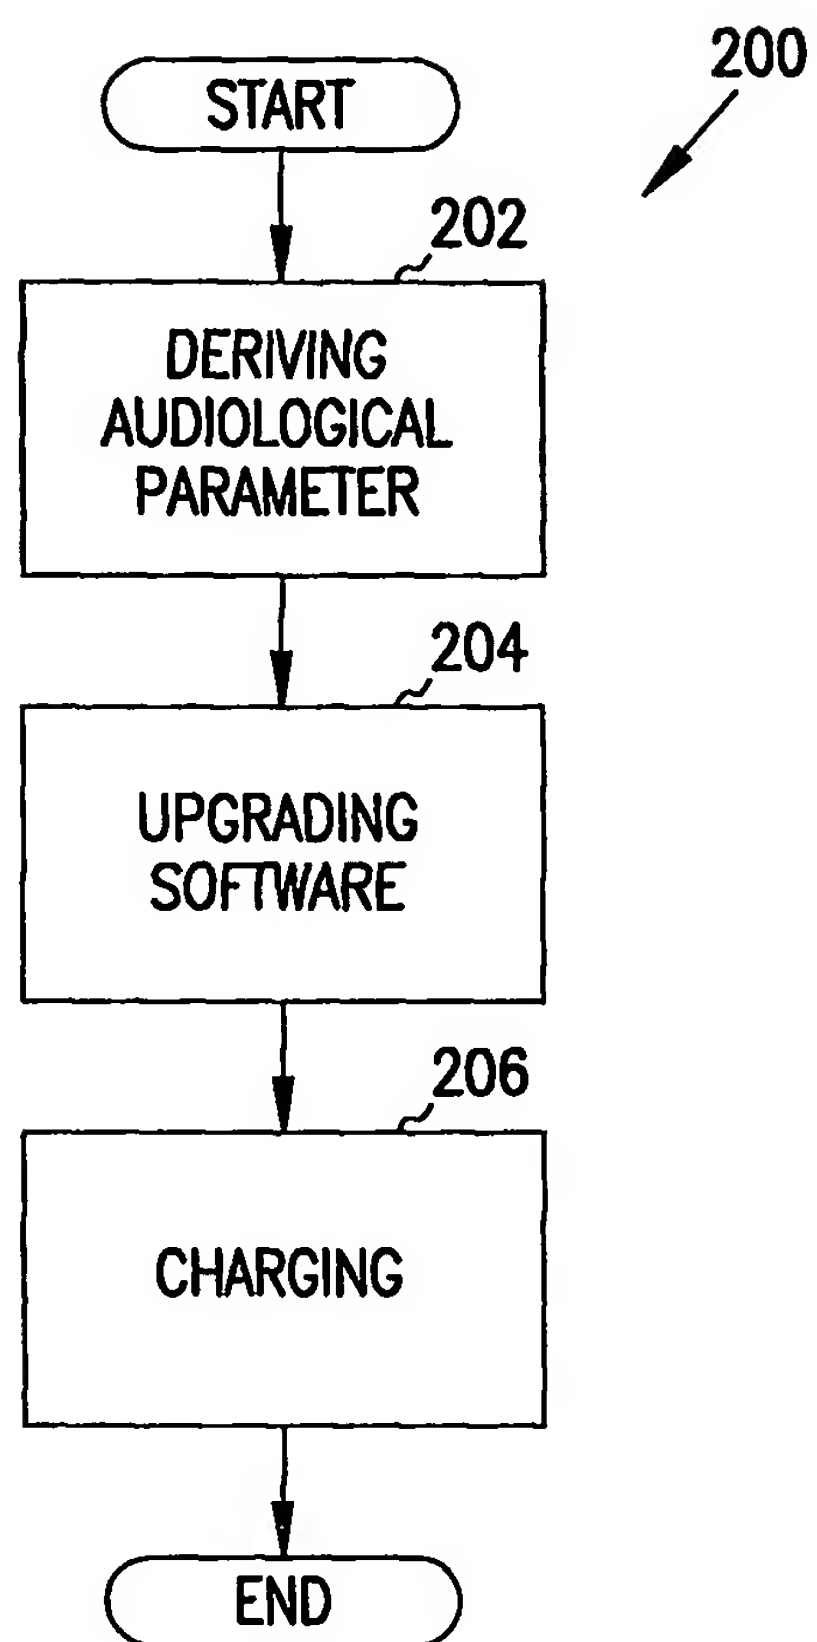 200
START
202
DERIVING
AUDIOLOGICAL
PARAMETER
204
UPGRADING
SOFTWARE
206
CHARGING
END